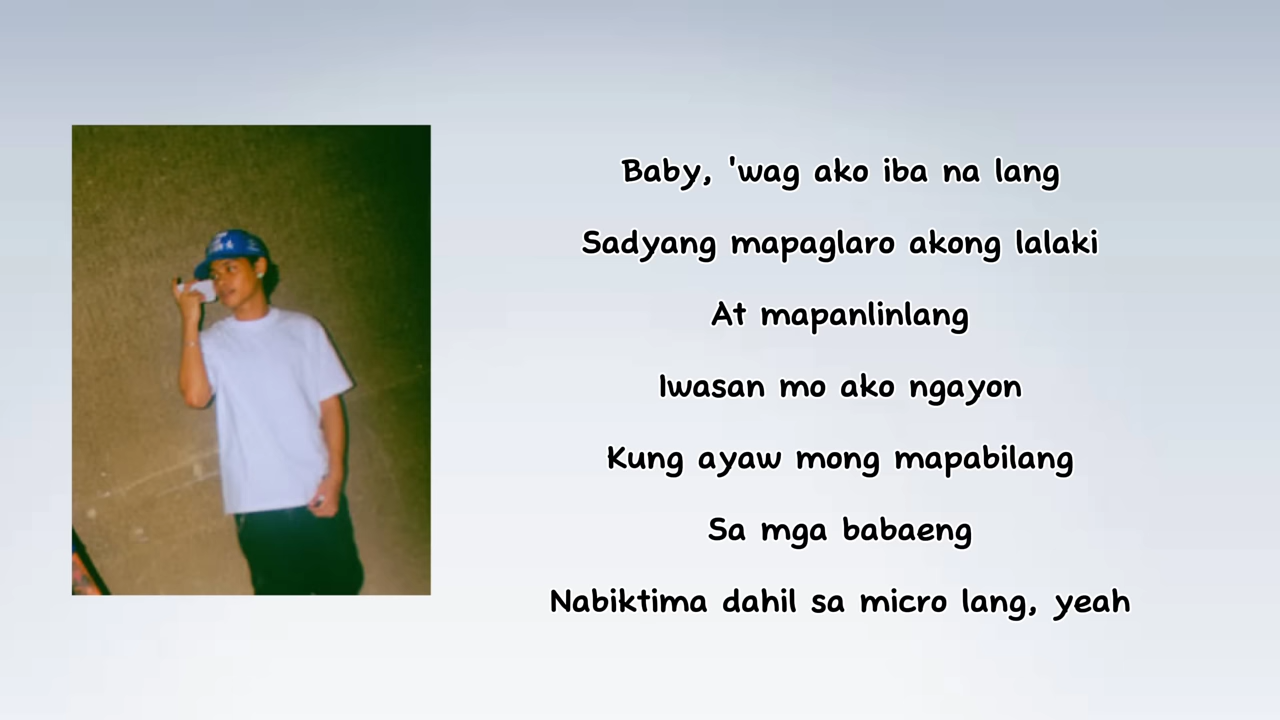 Baby, 'wag ako iba na lang
Sadyang mapaglaro akong lalaki
At mapanlinlang
Iwasan mo ako ngayon
Kung ayaw mong mapabilang
Sa mga babaeng
Nabiktima dahil sa micro lang, yeah